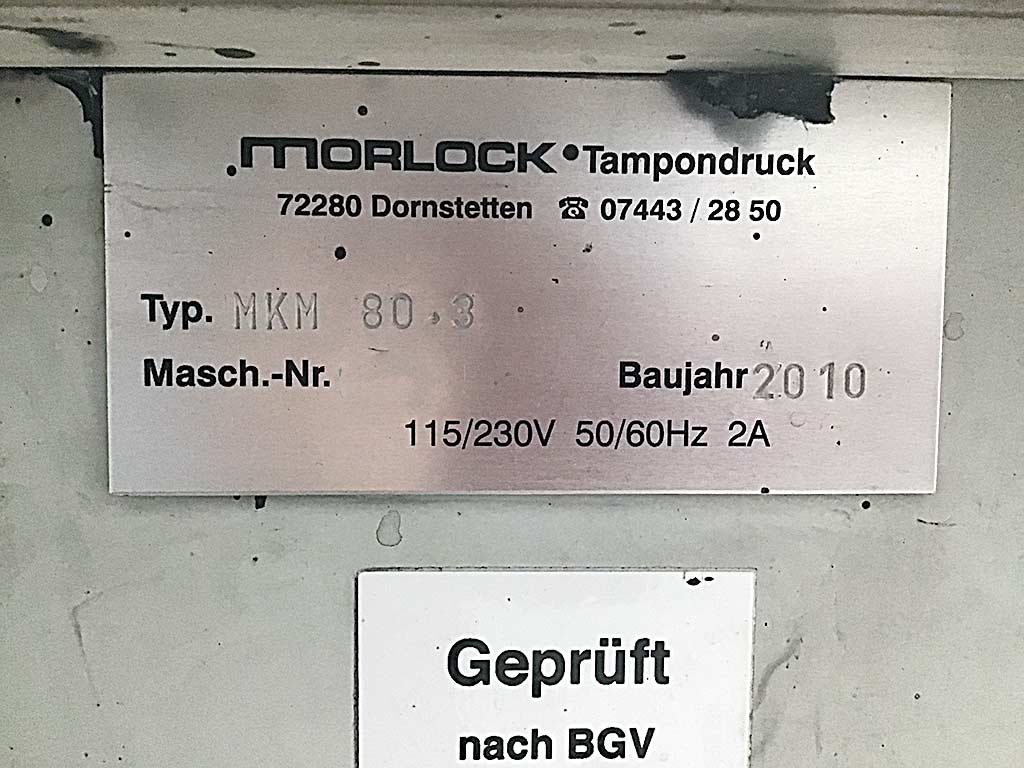 MORLOCK Tampondruck
72280 Dornstetten ☎ 07443 / 28 50
Typ. MKM 80.3
Masch.-Nr. Baujahr 2010
115/230V 50/60Hz 2A
Geprüft
nach BGV